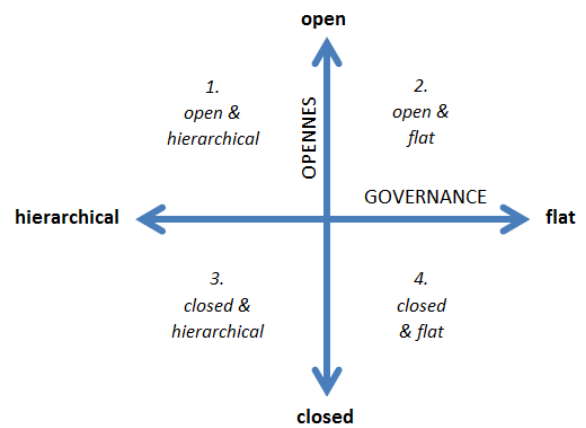 open
1.
open &
hierarchical
OPENNES
2.
open &
flat
GOVERNANCE
hierarchical
flat
3.
closed &
hierarchical
4.
closed
& flat
closed